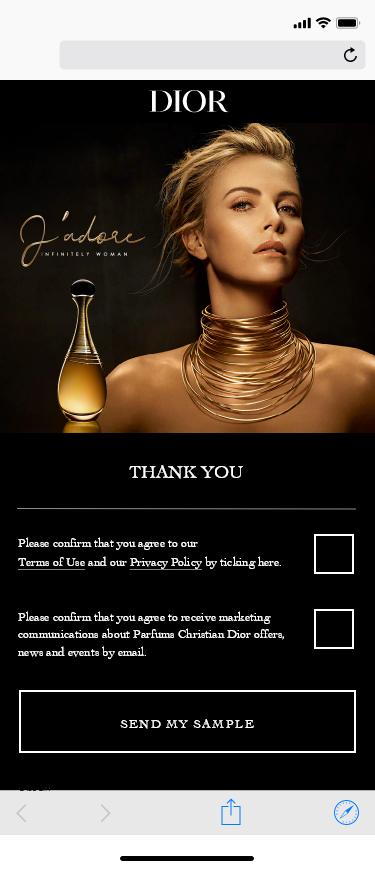 DIOR
J'adore
INFINITELY WOMAN
THANK YOU
Please confirm that you agree to our
Terms of Use and our Privacy Policy by ticking here.
Please confirm that you agree to receive marketing
communications about Parfums Christian Dior offers,
news and events by email.
SEND MY SAMPLE